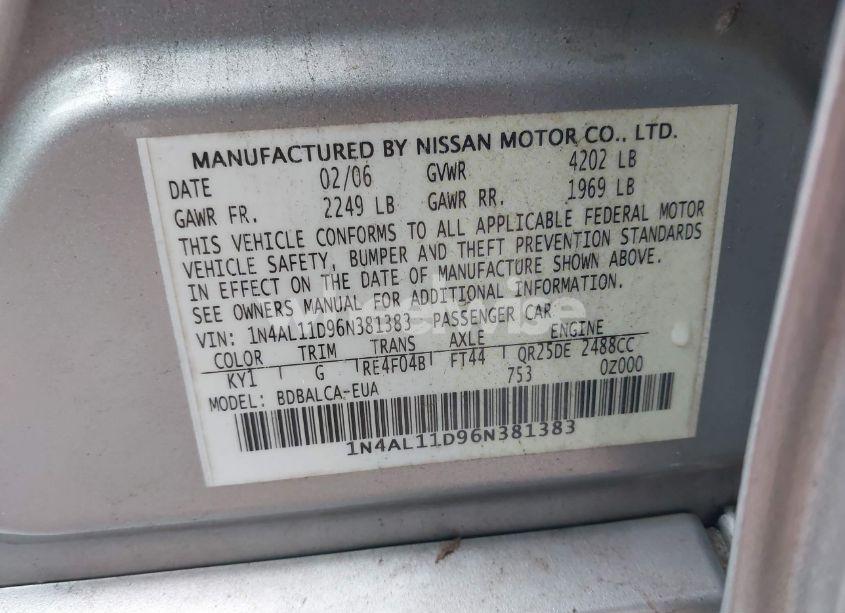 MANUFACTURED BY NISSAN MOTOR CO., LTD.
DATE 02/06 GVWR 4202 LB
GAWR FR. 2249 LB GAWR RR. 1969 LB
THIS VEHICLE CONFORMS TO ALL APPLICABLE FEDERAL MOTOR
VEHICLE SAFETY, BUMPER AND THEFT PREVENTION STANDARDS
IN EFFECT ON THE DATE OF MANUFACTURE SHOWN ABOVE.
SEE OWNERS MANUAL FOR ADDITIONAL INFORMATION.
VIN: 1N4AL11D96N381383 PASSENGER CAR
COLOR TRIM TRANS AXLE ENGINE
KY1 G RE4F04B FT44 QR25DE 2488CC
MODEL: BDBALCA-EUA 753 0Z000
1N4AL11D96N381383